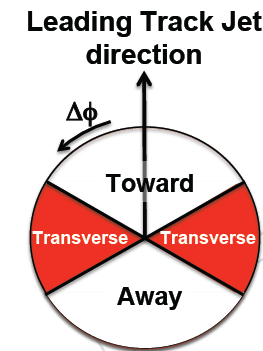 Leading Track Jet
direction
Δϕ
Toward
Transverse Transverse
Away